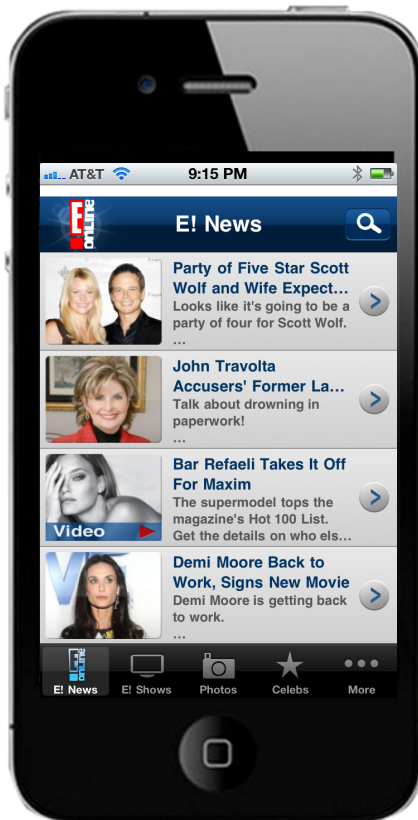 AT&T 9:15 PM
E! ONLINE E! News
Party of Five Star Scott
Wolf and Wife Expect...
Looks like it's going to be a
party of four for Scott Wolf.
...
John Travolta
Accusers' Former La...
Talk about drowning in
paperwork!
...
Bar Refaeli Takes It Off
For Maxim
The supermodel tops the
magazine's Hot 100 List.
Get the details on who els...
Video
Demi Moore Back to
Work, Signs New Movie
Demi Moore is getting back
to work.
...
E! ONLINE
E! News E! Shows Photos Celebs More